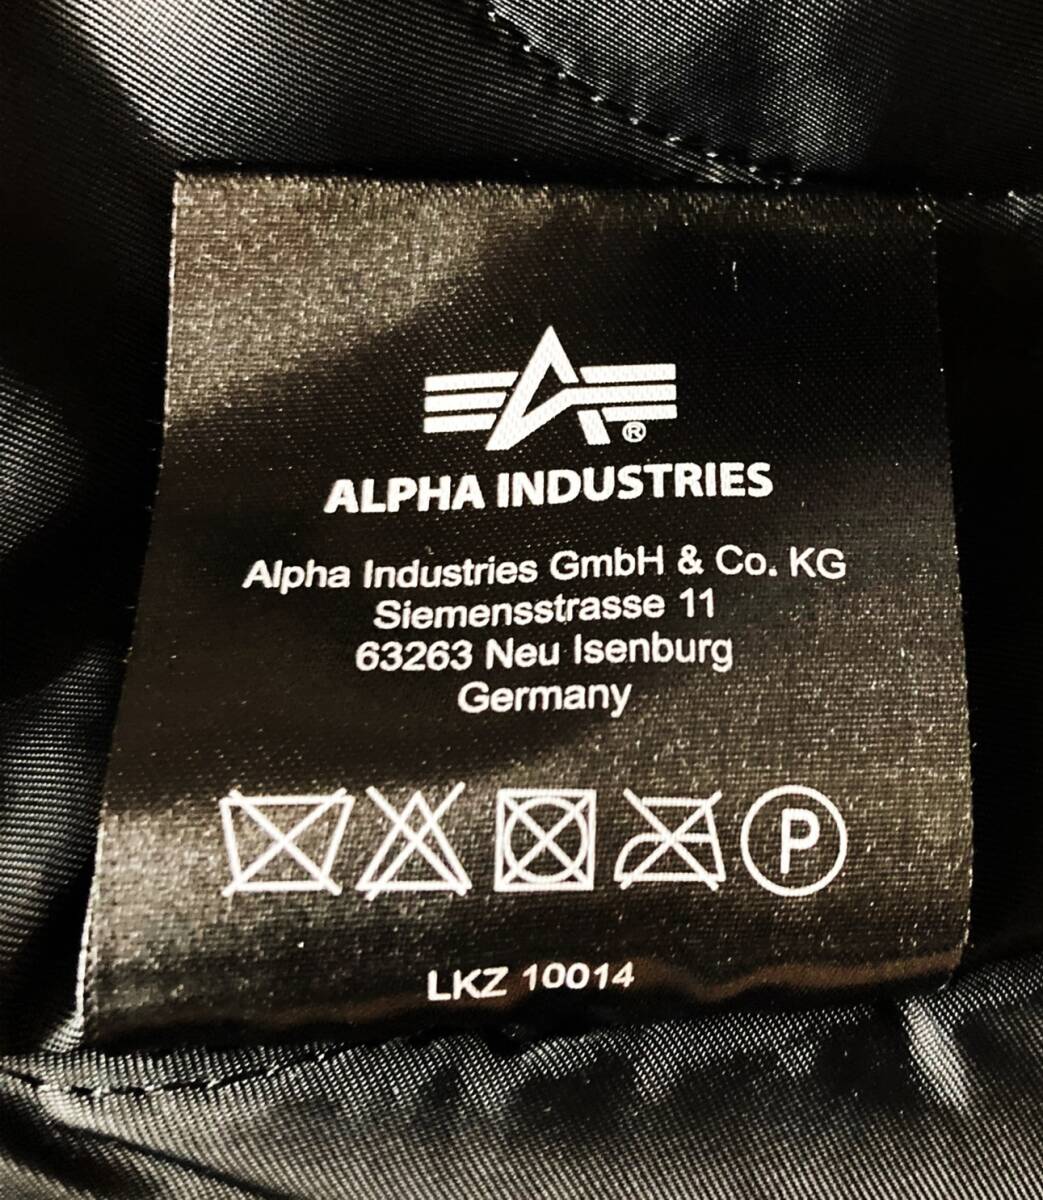 ®
ALPHA INDUSTRIES
Alpha Industries GmbH & Co. KG
Siemensstrasse 11
63263 Neu Isenburg
Germany
P
LKZ 10014